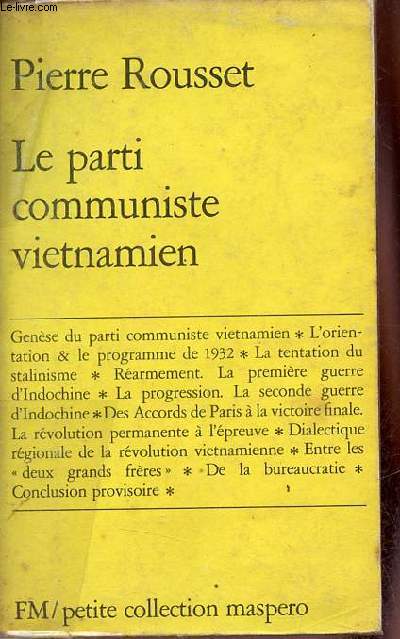 Le-livre.com
Pierre Rousset
Le parti
communiste
vietnamien
Genèse du parti communiste vietnamien * L'orien-
tation & le programme de 1932 * La tentation du
stalinisme * Réarmement. La première guerre
d'Indochine * La progression. La seconde guerre
d'Indochine * Des Accords de Paris à la victoire finale.
La révolution permanente à l'épreuve * Dialectique
régionale de la révolution vietnamienne * Entre les
« deux grands frères » * De la bureaucratie *
Conclusion provisoire *
FM/petite collection maspero